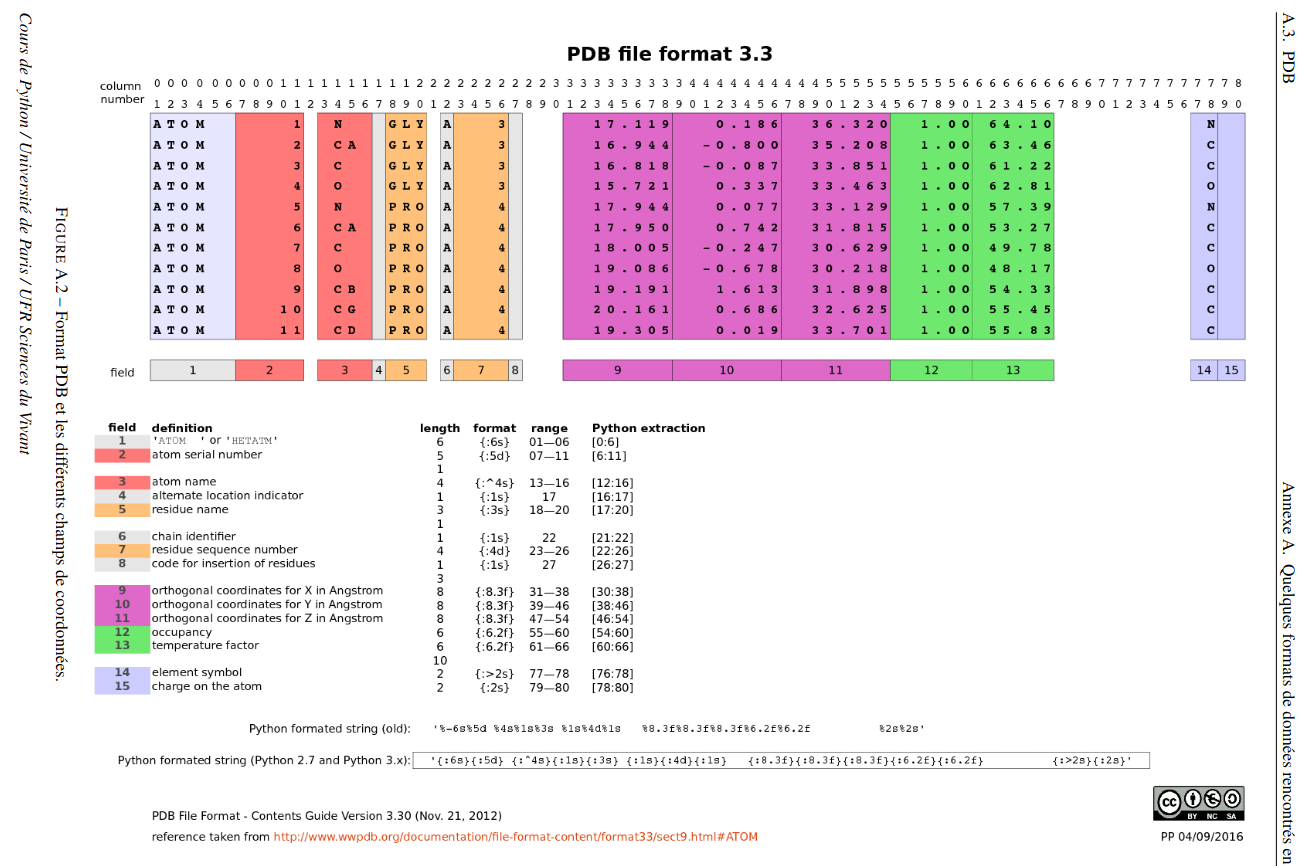 A.3. PDB
Annexe A. Quelques formats de données rencontrés en
PDB file format 3.3
column 0 0 0 0 0 0 0 0 0 1 1 1 1 1 1 1 1 1 1 2 2 2 2 2 2 2 2 2 2 3 3 3 3 3 3 3 3 3 3 4 4 4 4 4 4 4 4 4 4 5 5 5 5 5 5 5 5 5 5 6 6 6 6 6 6 6 6 6 6 7 7 7 7 7 7 7 7 7 7 8
number 1 2 3 4 5 6 7 8 9 0 1 2 3 4 5 6 7 8 9 0 1 2 3 4 5 6 7 8 9 0 1 2 3 4 5 6 7 8 9 0 1 2 3 4 5 6 7 8 9 0 1 2 3 4 5 6 7 8 9 0 1 2 3 4 5 6 7 8 9 0 1 2 3 4 5 6 7 8 9 0
ATOM 1 N GLY A 3 17.119 0.186 36.320 1.00 64.10 N
ATOM 2 CA GLY A 3 16.944 -0.800 35.208 1.00 63.46 C
ATOM 3 C GLY A 3 16.818 -0.087 33.851 1.00 61.22 C
ATOM 4 O GLY A 3 15.721 0.337 33.463 1.00 62.81 O
ATOM 5 N PRO A 4 17.944 0.077 33.129 1.00 57.39 N
ATOM 6 CA PRO A 4 17.950 0.742 31.815 1.00 53.27 C
ATOM 7 C PRO A 4 18.005 -0.247 30.629 1.00 49.78 C
ATOM 8 O PRO A 4 19.086 -0.678 30.218 1.00 48.17 O
ATOM 9 CB PRO A 4 19.191 1.613 31.898 1.00 54.33 C
ATOM 10 CG PRO A 4 20.161 0.686 32.625 1.00 55.45 C
ATOM 11 CD PRO A 4 19.305 0.019 33.701 1.00 55.83 C
field 1 2 3 4 5 6 7 8 9 10 11 12 13 14 15
field definition length format range Python extraction
1 'ATOM  ' or 'HETATM' 6 {:6s} 01—06 [0:6]
2 atom serial number 5 {:5d} 07—11 [6:11]
1
3 atom name 4 {:^4s} 13—16 [12:16]
4 alternate location indicator 1 {:1s} 17 [16:17]
5 residue name 3 {:3s} 18—20 [17:20]
1
6 chain identifier 1 {:1s} 22 [21:22]
7 residue sequence number 4 {:4d} 23—26 [22:26]
8 code for insertion of residues 1 {:1s} 27 [26:27]
3
9 orthogonal coordinates for X in Angstrom 8 {:8.3f} 31—38 [30:38]
10 orthogonal coordinates for Y in Angstrom 8 {:8.3f} 39—46 [38:46]
11 orthogonal coordinates for Z in Angstrom 8 {:8.3f} 47—54 [46:54]
12 occupancy 6 {:6.2f} 55—60 [54:60]
13 temperature factor 6 {:6.2f} 61—66 [60:66]
10
14 element symbol 2 {:>2s} 77—78 [76:78]
15 charge on the atom 2 {:2s} 79—80 [78:80]
Python formated string (old): '%-6s%5d %4s%1s%3s %1s%4d%1s   %8.3f%8.3f%8.3f%6.2f%6.2f          %2s%2s'
Python formated string (Python 2.7 and Python 3.x): '{:6s}{:5d} {:^4s}{:1s}{:3s} {:1s}{:4d}{:1s}   {:8.3f}{:8.3f}{:8.3f}{:6.2f}{:6.2f}          {:>2s}{:2s}'
PDB File Format - Contents Guide Version 3.30 (Nov. 21, 2012)
reference taken from http://www.wwpdb.org/documentation/file-format-content/format33/sect9.html#ATOM
cc BY NC SA
PP 04/09/2016
FIGURE A.2 – Format PDB et les différents champs de coordonnées.
Cours de Python / Université de Paris / UFR Sciences du Vivant